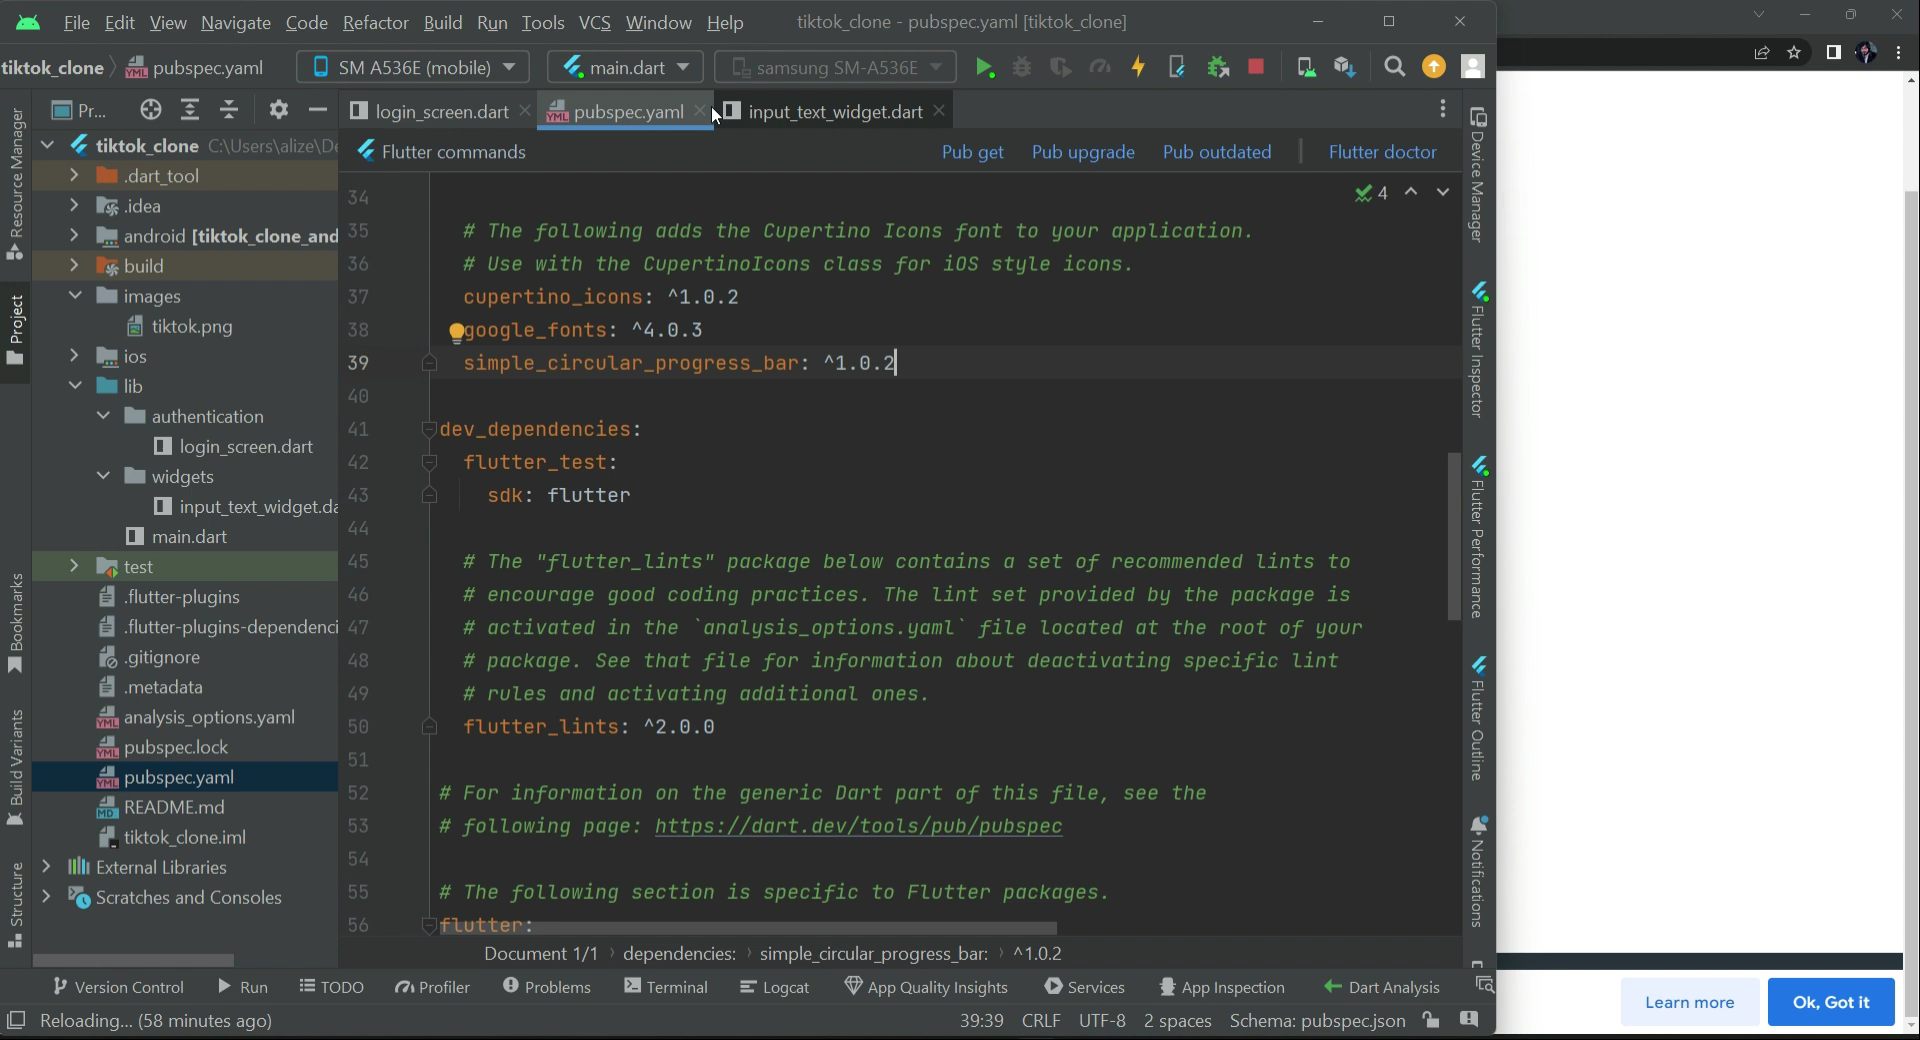 File Edit View Navigate Code Refactor Build Run Tools VCS Window Help tiktok_clone - pubspec.yaml [tiktok_clone]
tiktok_clone pubspec.yaml SM A536E (mobile) main.dart samsung SM-A536E
Pr... login_screen.dart pubspec.yaml input_text_widget.dart
Flutter commands Pub get Pub upgrade Pub outdated Flutter doctor
Resource Manager
Project
Bookmarks
Build Variants
Structure
tiktok_clone C:\Users\alize\De
.dart_tool
.idea
android [tiktok_clone_and
build
images
tiktok.png
ios
lib
authentication
login_screen.dart
widgets
input_text_widget.da
main.dart
test
.flutter-plugins
.flutter-plugins-dependenci
.gitignore
.metadata
analysis_options.yaml
pubspec.lock
pubspec.yaml
README.md
tiktok_clone.iml
External Libraries
Scratches and Consoles
4
34
35 # The following adds the Cupertino Icons font to your application.
36 # Use with the CupertinoIcons class for iOS style icons.
37 cupertino_icons: ^1.0.2
38 google_fonts: ^4.0.3
39 simple_circular_progress_bar: ^1.0.2
40
41 dev_dependencies:
42 flutter_test:
43 sdk: flutter
44
45 # The "flutter_lints" package below contains a set of recommended lints to
46 # encourage good coding practices. The lint set provided by the package is
47 # activated in the `analysis_options.yaml` file located at the root of your
48 # package. See that file for information about deactivating specific lint
49 # rules and activating additional ones.
50 flutter_lints: ^2.0.0
51
52 # For information on the generic Dart part of this file, see the
53 # following page: https://dart.dev/tools/pub/pubspec
54
55 # The following section is specific to Flutter packages.
56 flutter:
Document 1/1 dependencies: simple_circular_progress_bar: ^1.0.2
Device Manager
Flutter Inspector
Flutter Performance
Flutter Outline
Notifications
Version Control Run TODO Profiler Problems Terminal Logcat App Quality Insights Services App Inspection Dart Analysis
Reloading... (58 minutes ago) 39:39 CRLF UTF-8 2 spaces Schema: pubspec.json
Learn more Ok, Got it